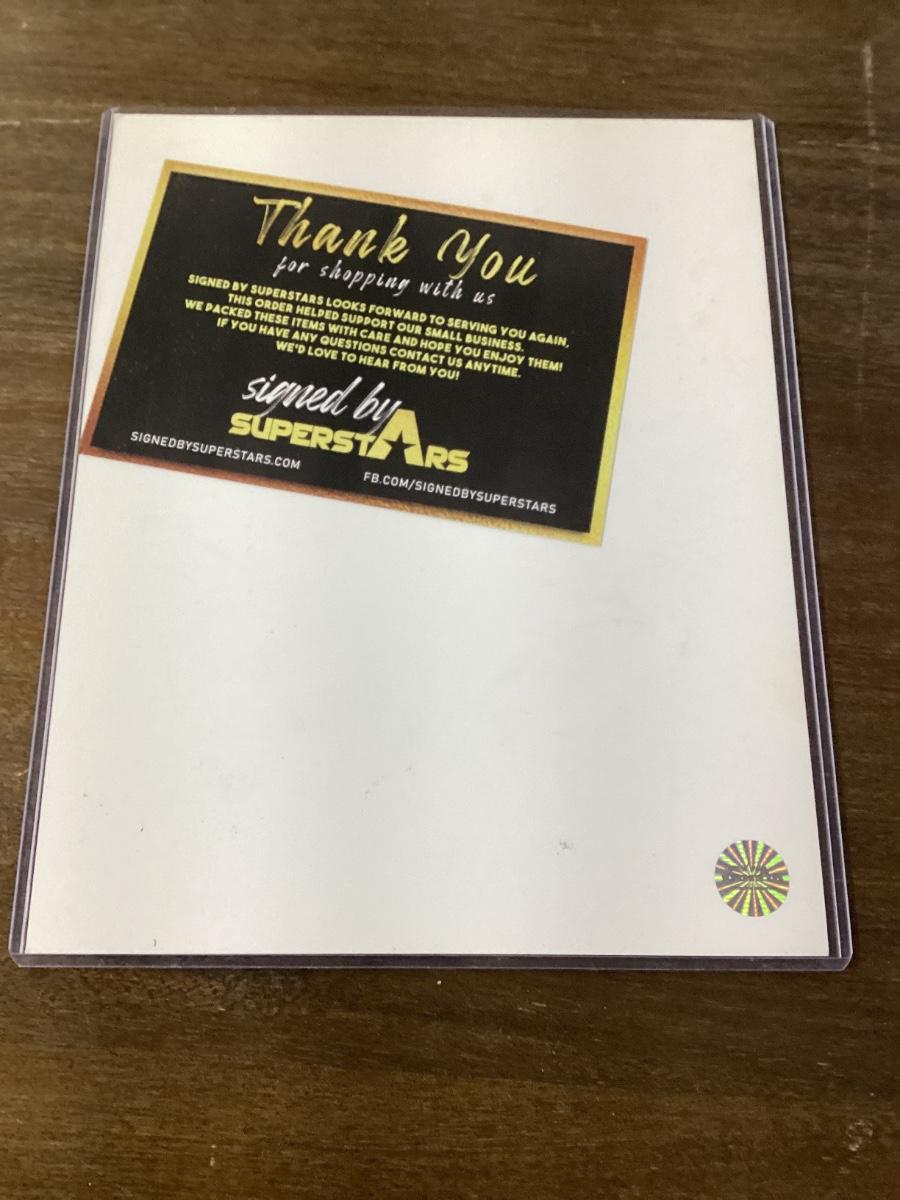 Thank You
for shopping with us
SIGNED BY SUPERSTARS LOOKS FORWARD TO SERVING YOU AGAIN,
THIS ORDER HELPED SUPPORT OUR SMALL BUSINESS.
WE PACKED THESE ITEMS WITH CARE AND HOPE YOU ENJOY THEM!
IF YOU HAVE ANY QUESTIONS CONTACT US ANYTIME.
WE'D LOVE TO HEAR FROM YOU!
signed by
SUPERSTARS
SIGNEDBYSUPERSTARS.COM
FB.COM/SIGNEDBYSUPERSTARS